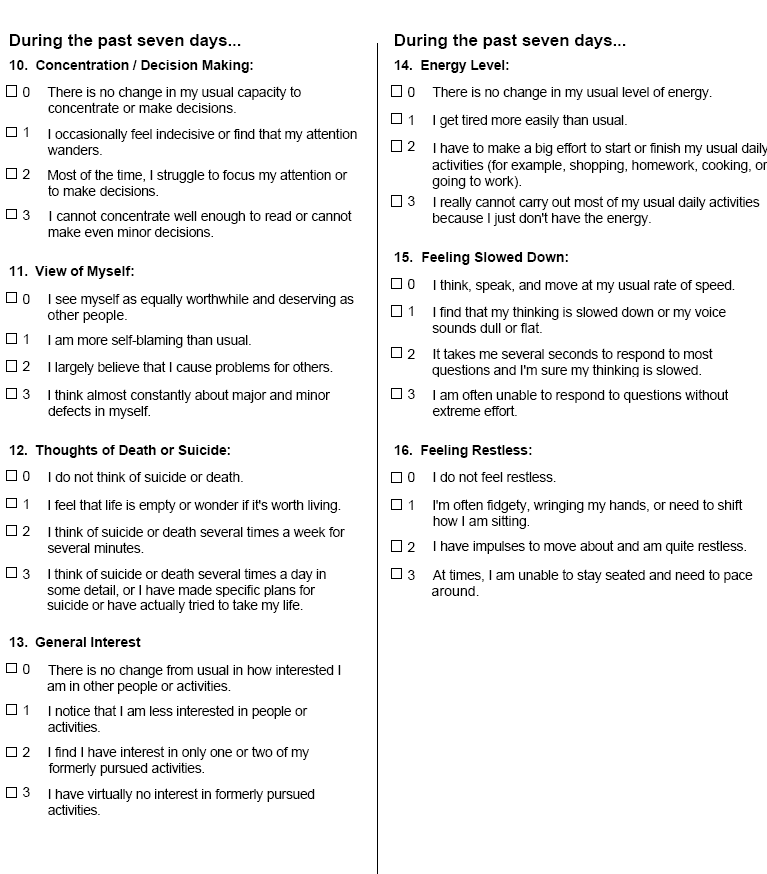 During the past seven days...
10. Concentration / Decision Making:
0 There is no change in my usual capacity to
concentrate or make decisions.
1 I occasionally feel indecisive or find that my attention
wanders.
2 Most of the time, I struggle to focus my attention or
to make decisions.
3 I cannot concentrate well enough to read or cannot
make even minor decisions.
11. View of Myself:
0 I see myself as equally worthwhile and deserving as
other people.
1 I am more self-blaming than usual.
2 I largely believe that I cause problems for others.
3 I think almost constantly about major and minor
defects in myself.
12. Thoughts of Death or Suicide:
0 I do not think of suicide or death.
1 I feel that life is empty or wonder if it's worth living.
2 I think of suicide or death several times a week for
several minutes.
3 I think of suicide or death several times a day in
some detail, or I have made specific plans for
suicide or have actually tried to take my life.
13. General Interest
0 There is no change from usual in how interested I
am in other people or activities.
1 I notice that I am less interested in people or
activities.
2 I find I have interest in only one or two of my
formerly pursued activities.
3 I have virtually no interest in formerly pursued
activities.
During the past seven days...
14. Energy Level:
0 There is no change in my usual level of energy.
1 I get tired more easily than usual.
2 I have to make a big effort to start or finish my usual daily
activities (for example, shopping, homework, cooking, or
going to work).
3 I really cannot carry out most of my usual daily activities
because I just don't have the energy.
15. Feeling Slowed Down:
0 I think, speak, and move at my usual rate of speed.
1 I find that my thinking is slowed down or my voice
sounds dull or flat.
2 It takes me several seconds to respond to most
questions and I'm sure my thinking is slowed.
3 I am often unable to respond to questions without
extreme effort.
16. Feeling Restless:
0 I do not feel restless.
1 I'm often fidgety, wringing my hands, or need to shift
how I am sitting.
2 I have impulses to move about and am quite restless.
3 At times, I am unable to stay seated and need to pace
around.